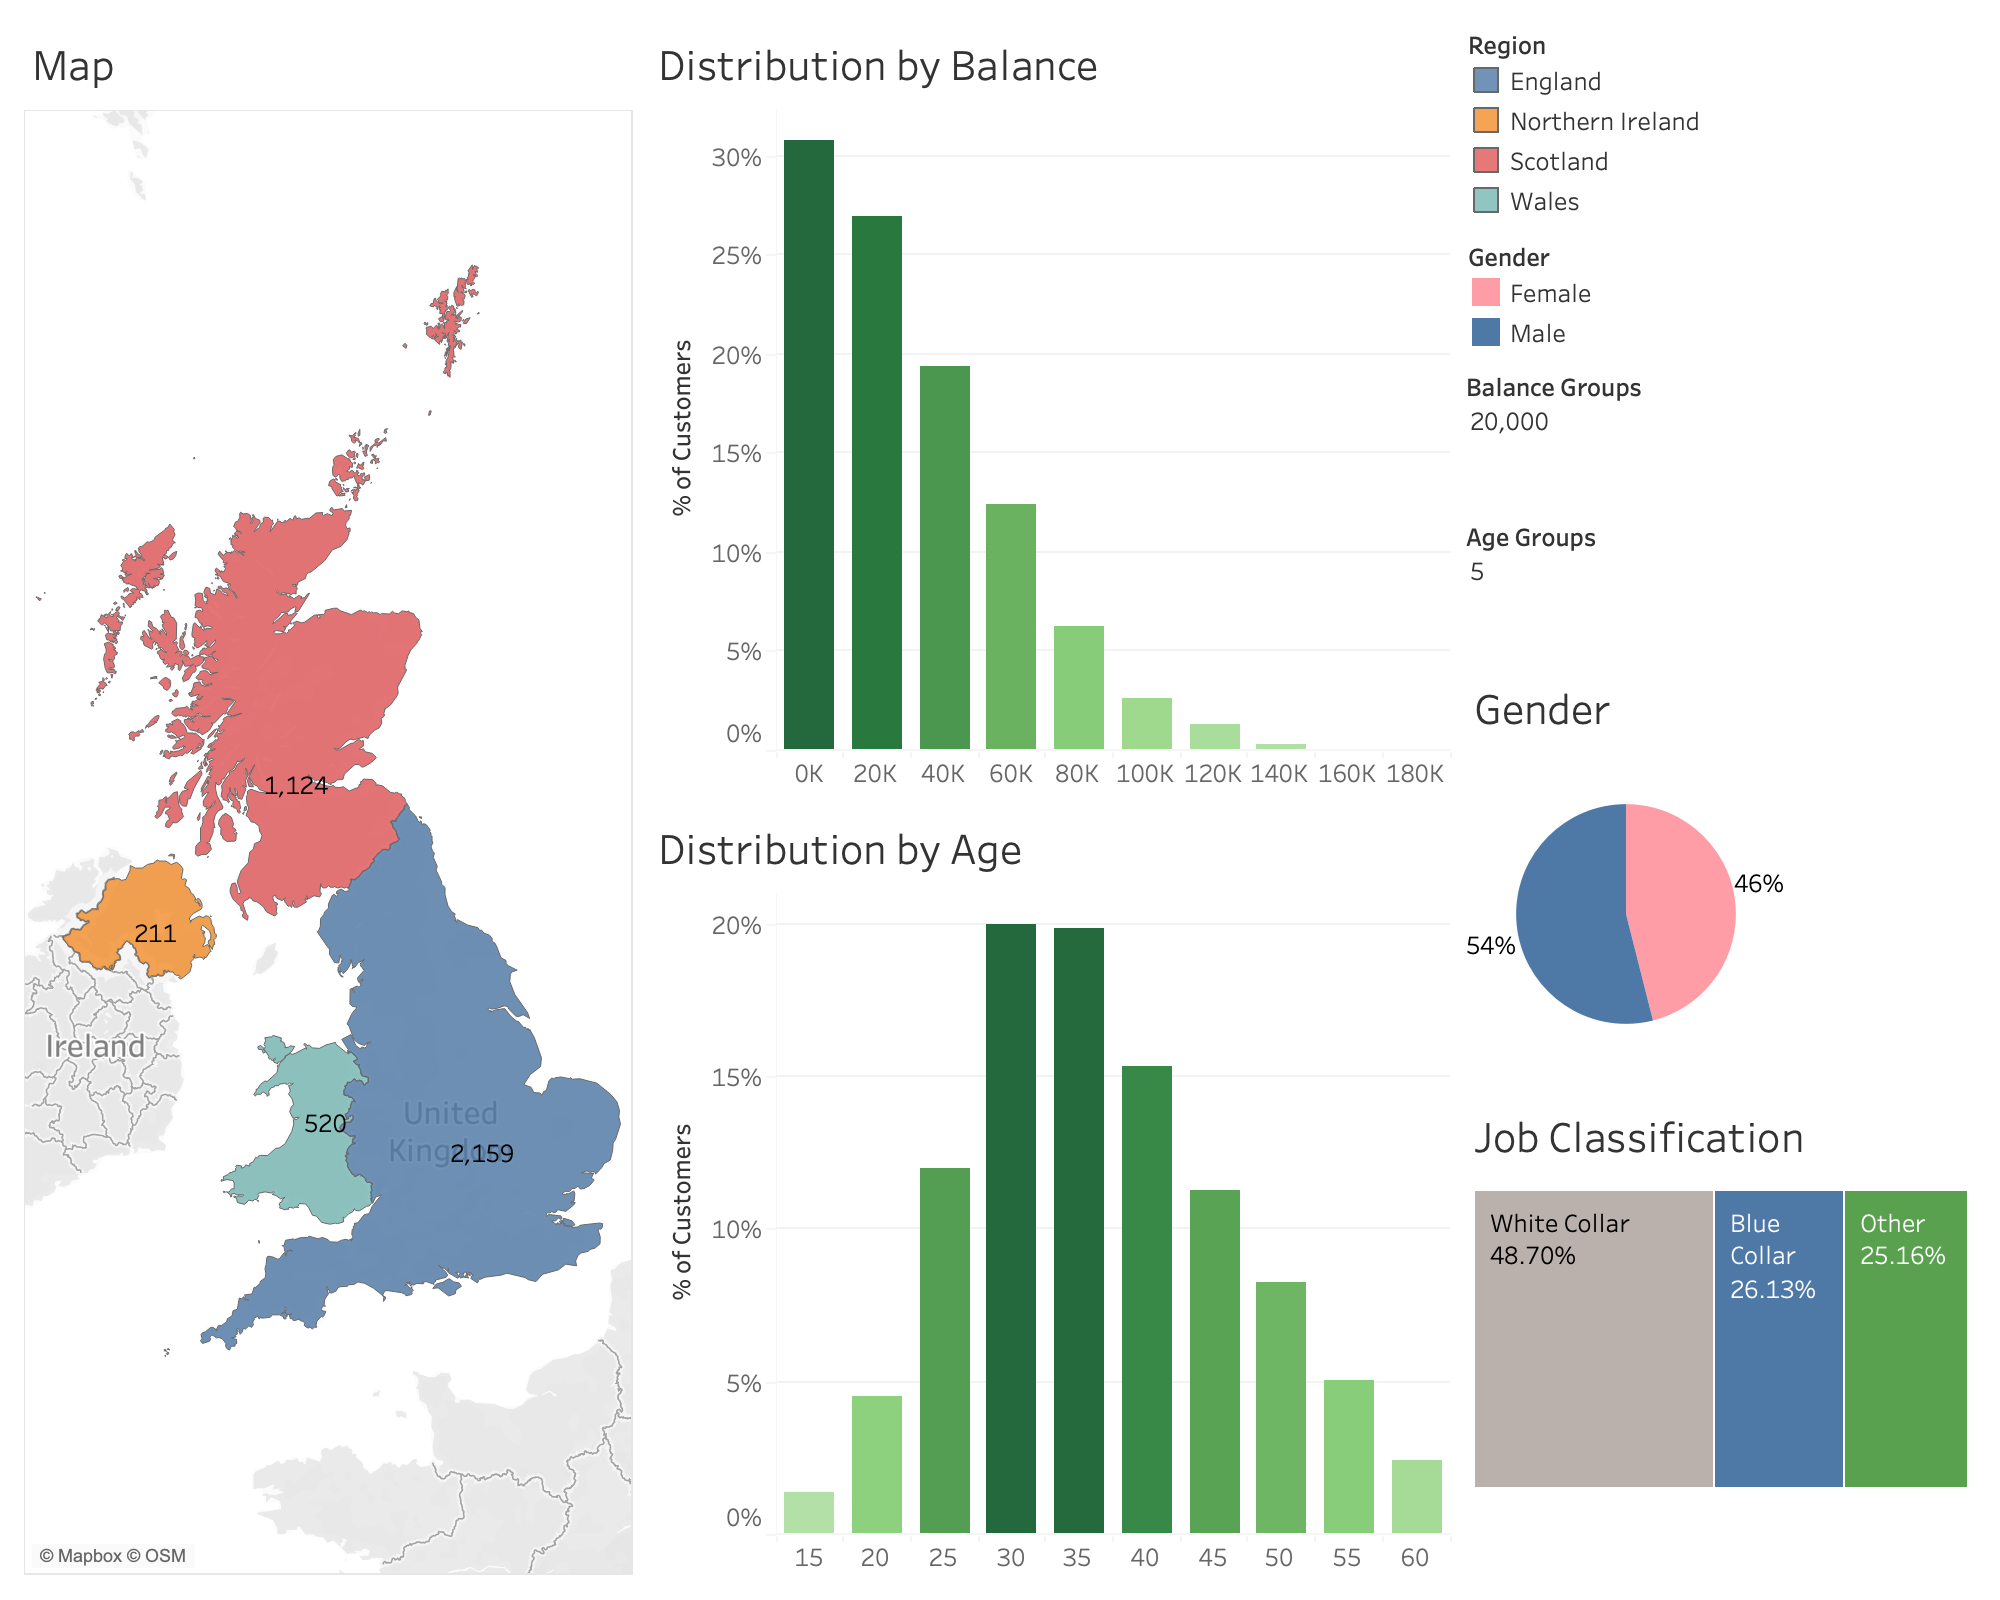 Map
Ireland
United
Kingdo
1,124
211
520
2,159
© Mapbox © OSM
Distribution by Balance
% of Customers
30%
25%
20%
15%
10%
5%
0%
0K 20K 40K 60K 80K 100K 120K 140K 160K 180K
Distribution by Age
% of Customers
20%
15%
10%
5%
0%
15 20 25 30 35 40 45 50 55 60
Region
England
Northern Ireland
Scotland
Wales
Gender
Female
Male
Balance Groups
20,000
Age Groups
5
Gender
46%
54%
Job Classification
White Collar
48.70%
Blue
Collar
26.13%
Other
25.16%